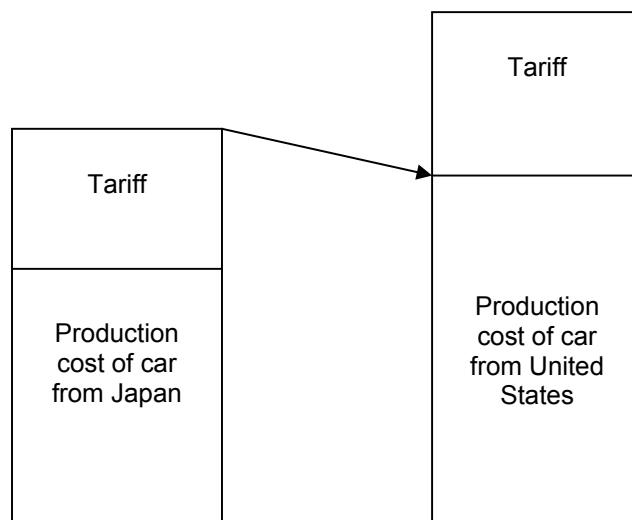 Tariff
Tariff
Production
cost of car
from Japan
Production
cost of car
from United
States